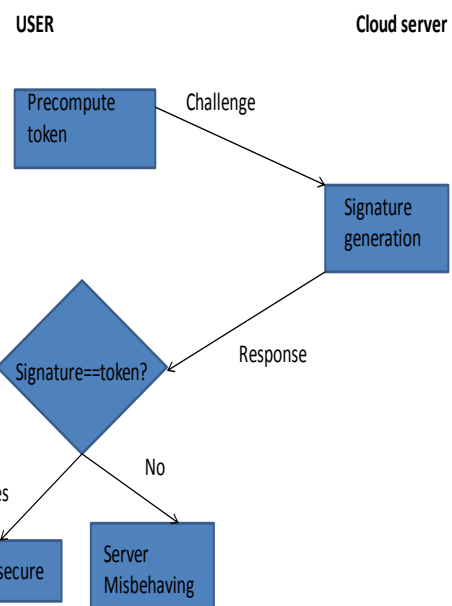 USER Cloud server
Precompute
token
Challenge
Signature
generation
Response
Signature==token?
No
secure
Server
Misbehaving